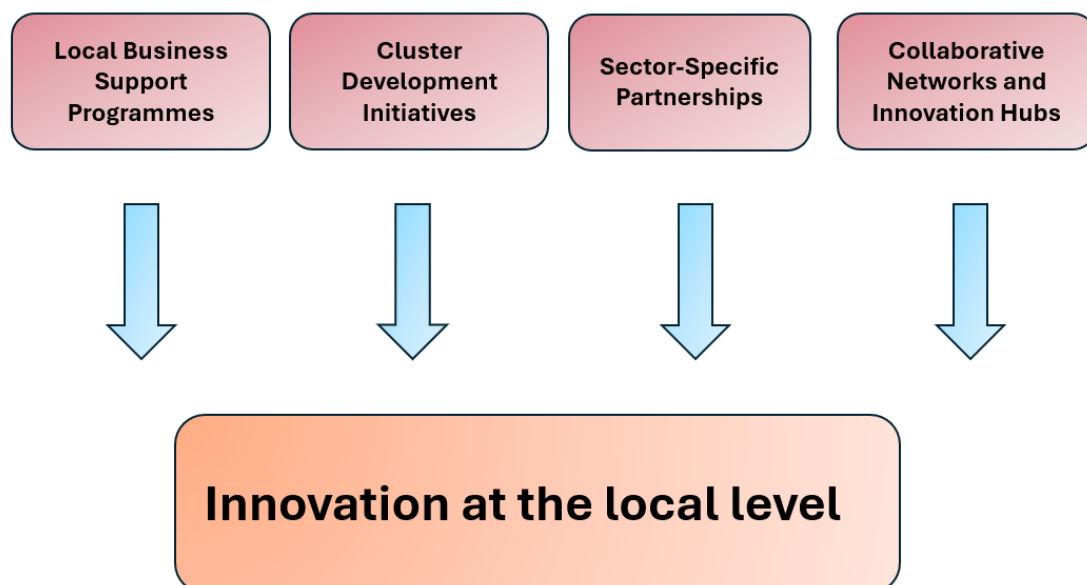 Local Business
Support
Programmes
Cluster
Development
Initiatives
Sector-Specific
Partnerships
Collaborative
Networks and
Innovation Hubs
Innovation at the local level